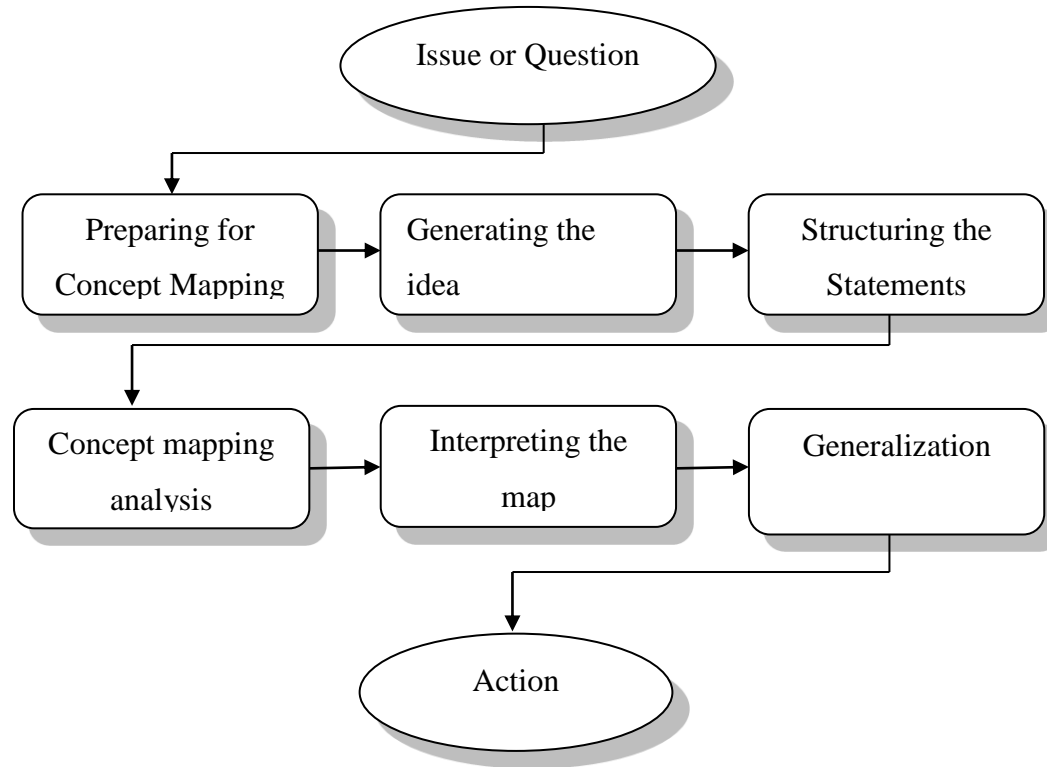 Issue or Question
Preparing for
Concept Mapping
Generating the
idea
Structuring the
Statements
Concept mapping
analysis
Interpreting the
map
Generalization
Action